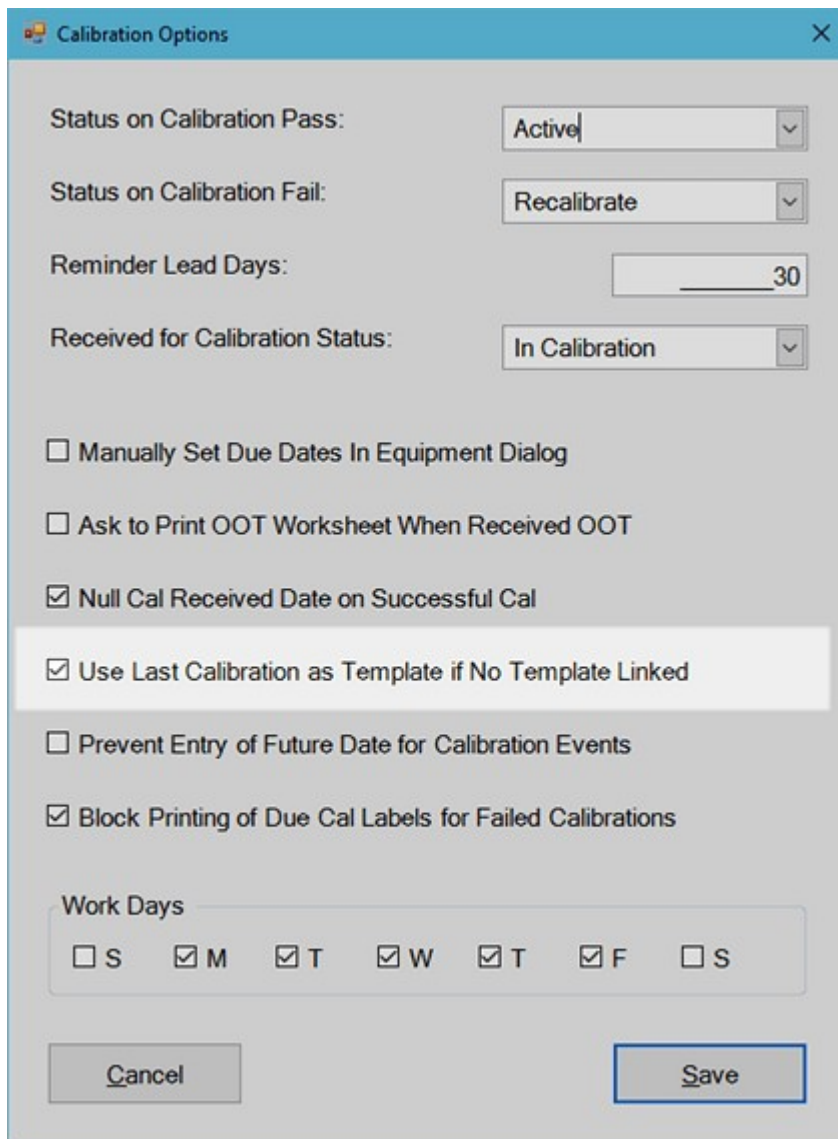 Calibration Options
Status on Calibration Pass: Active
Status on Calibration Fail: Recalibrate
Reminder Lead Days: ______30
Received for Calibration Status: In Calibration
Manually Set Due Dates In Equipment Dialog
Ask to Print OOT Worksheet When Received OOT
Null Cal Received Date on Successful Cal
Use Last Calibration as Template if No Template Linked
Prevent Entry of Future Date for Calibration Events
Block Printing of Due Cal Labels for Failed Calibrations
Work Days
S M T W T F S
Cancel Save